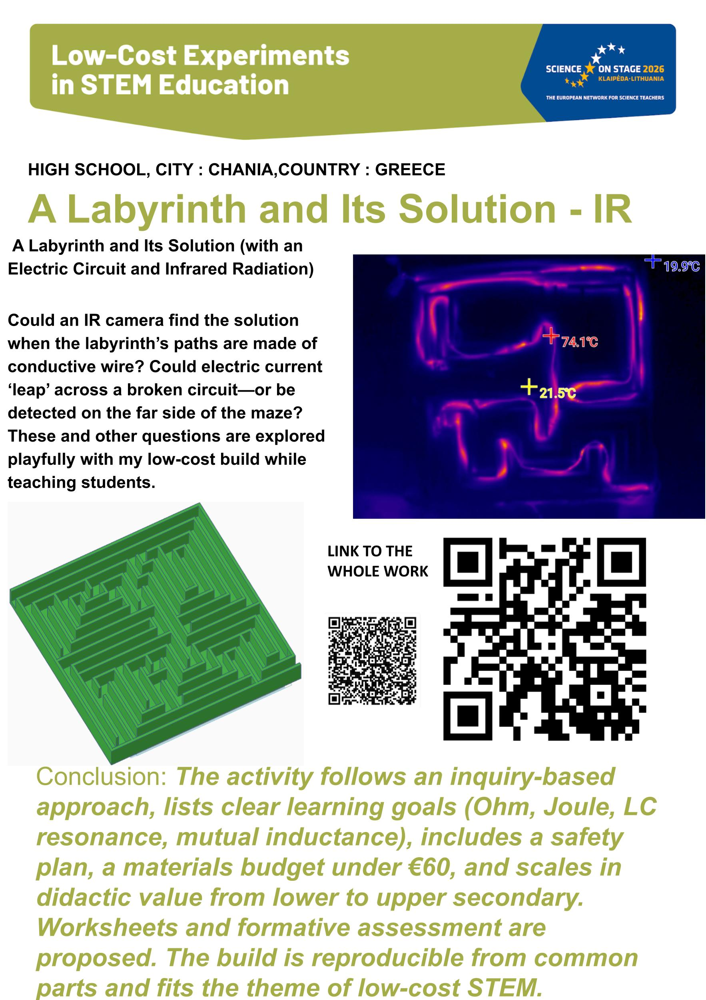 Low-Cost Experiments
in STEM Education
SCIENCE ON STAGE 2026
KLAIPĖDA·LITHUANIA
THE EUROPEAN NETWORK FOR SCIENCE TEACHERS
HIGH SCHOOL, CITY : CHANIA,COUNTRY : GREECE
A Labyrinth and Its Solution - IR
A Labyrinth and Its Solution (with an
Electric Circuit and Infrared Radiation)
Could an IR camera find the solution
when the labyrinth’s paths are made of
conductive wire? Could electric current
‘leap’ across a broken circuit—or be
detected on the far side of the maze?
These and other questions are explored
playfully with my low-cost build while
teaching students.
19.9°C
74.1°C
21.5°C
LINK TO THE
WHOLE WORK
Conclusion: The activity follows an inquiry-based
approach, lists clear learning goals (Ohm, Joule, LC
resonance, mutual inductance), includes a safety
plan, a materials budget under €60, and scales in
didactic value from lower to upper secondary.
Worksheets and formative assessment are
proposed. The build is reproducible from common
parts and fits the theme of low-cost STEM.